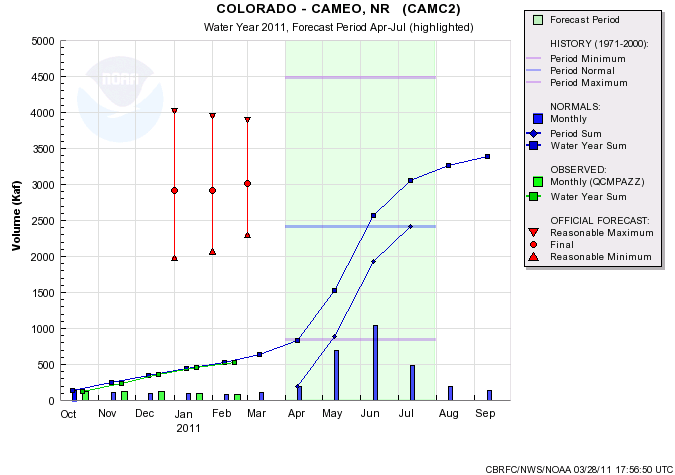 COLORADO - CAMEO, NR (CAMC2)
Water Year 2011, Forecast Period Apr-Jul (highlighted)
Volume (Kaf)
5000
4500
4000
3500
3000
2500
2000
1500
1000
500
0
NOAA
Oct Nov Dec Jan Feb Mar Apr May Jun Jul Aug Sep
2011
Forecast Period
HISTORY (1971-2000):
Period Minimum
Period Normal
Period Maximum
NORMALS:
Monthly
Period Sum
Water Year Sum
OBSERVED:
Monthly (QCMPAZZ)
Water Year Sum
OFFICIAL FORECAST:
Reasonable Maximum
Final
Reasonable Minimum
CBRFC/NWS/NOAA 03/28/11 17:56:50 UTC